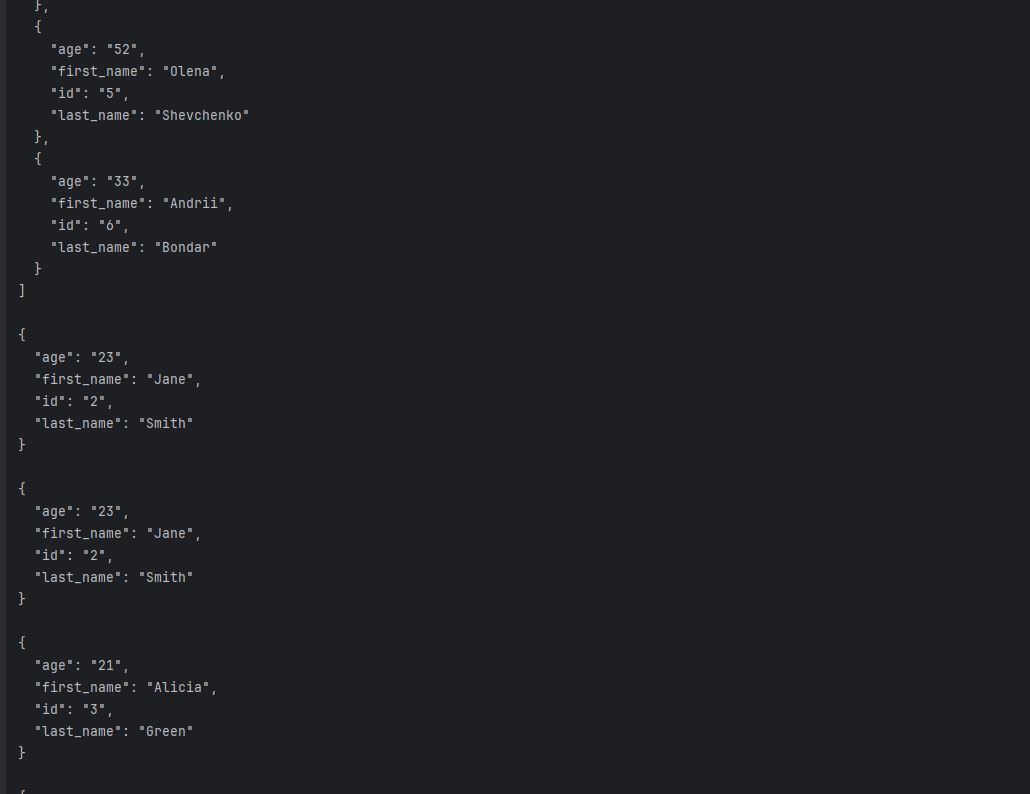 },
{
"age": "52",
"first_name": "Olena",
"id": "5",
"last_name": "Shevchenko"
},
{
"age": "33",
"first_name": "Andrii",
"id": "6",
"last_name": "Bondar"
}
]
{
"age": "23",
"first_name": "Jane",
"id": "2",
"last_name": "Smith"
}
{
"age": "23",
"first_name": "Jane",
"id": "2",
"last_name": "Smith"
}
{
"age": "21",
"first_name": "Alicia",
"id": "3",
"last_name": "Green"
}
{